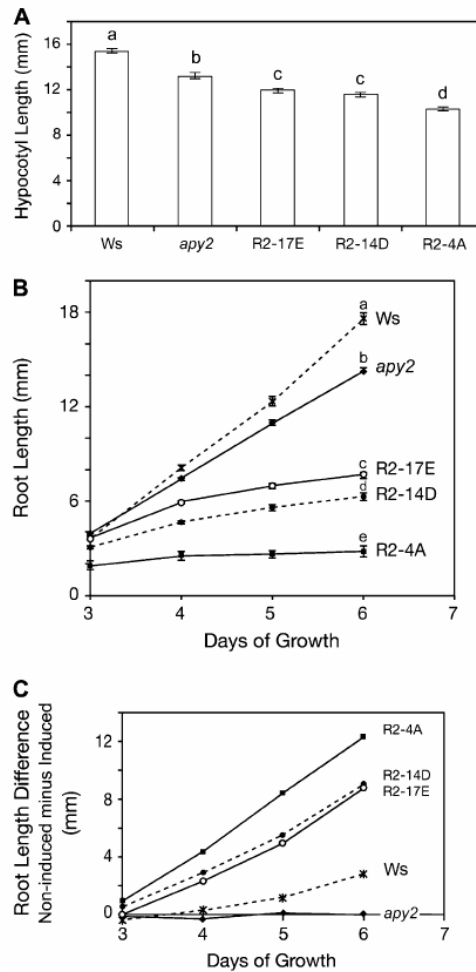 A
Hypocotyl Length (mm)
16
12
8
4
0
a
b
c
c
d
Ws
apy2
R2-17E
R2-14D
R2-4A
B
Root Length (mm)
18
12
6
0
a
Ws
b
apy2
c
R2-17E
d
R2-14D
e
R2-4A
3
4
5
6
7
Days of Growth
C
Root Length Difference
Non-induced minus Induced
(mm)
12
8
4
0
R2-4A
R2-14D
R2-17E
Ws
apy2
3
4
5
6
7
Days of Growth